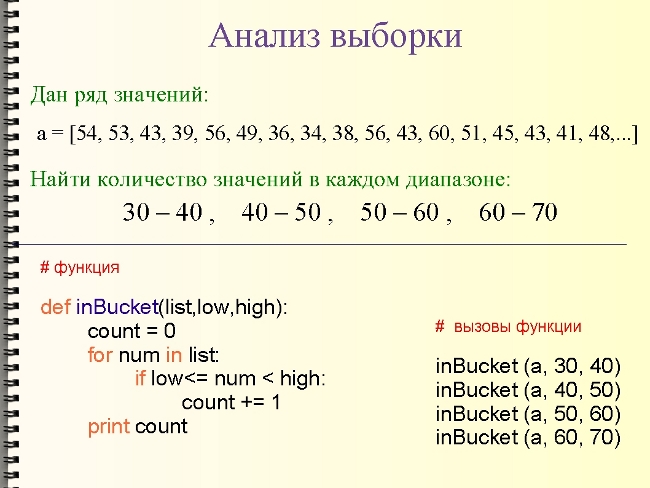 Анализ выборки
Дан ряд значений:
a = [54, 53, 43, 39, 56, 49, 36, 34, 38, 56, 43, 60, 51, 45, 43, 41, 48,...]
Найти количество значений в каждом диапазоне:
30 – 40 , 40 – 50 , 50 – 60 , 60 – 70
# функция
def inBucket(list,low,high):
count = 0
for num in list:
if low<= num < high:
count += 1
print count
# вызовы функции
inBucket (a, 30, 40)
inBucket (a, 40, 50)
inBucket (a, 50, 60)
inBucket (a, 60, 70)